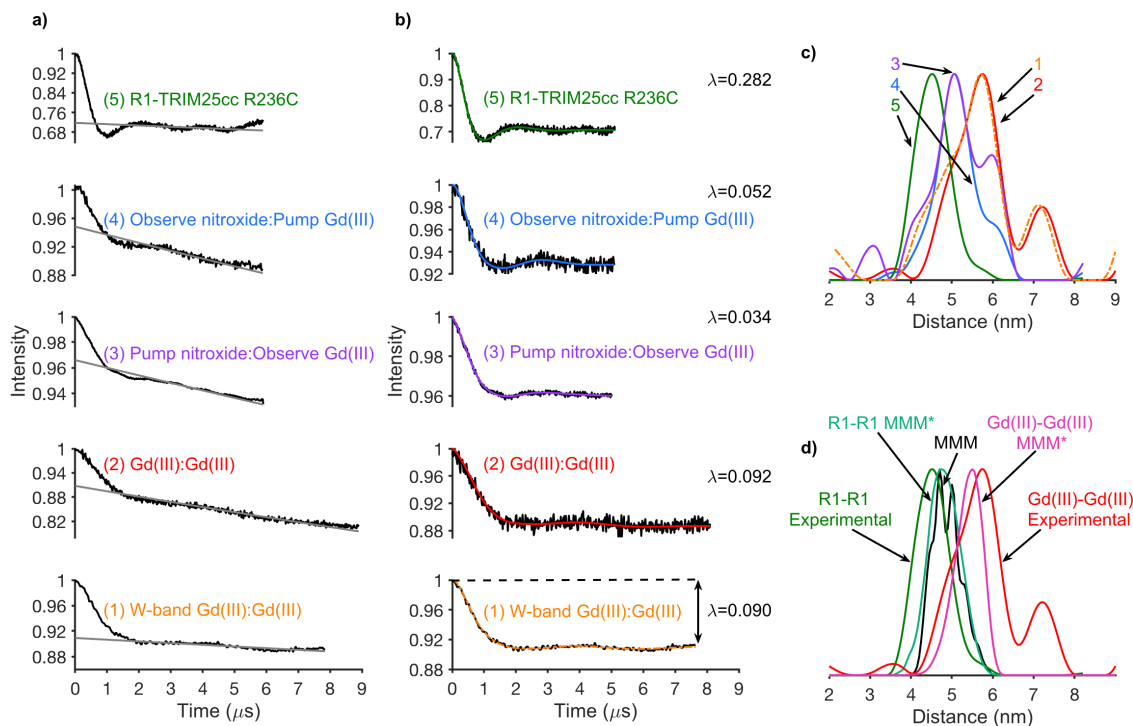 a)
1
0.92
0.84
0.76
0.68
(5) R1-TRIM25cc R236C
1
0.96
0.92
0.88
(4) Observe nitroxide:Pump Gd(III)
1
0.98
0.96
0.94
(3) Pump nitroxide:Observe Gd(III)
Intensity
1
0.94
0.88
0.82
(2) Gd(III):Gd(III)
1
0.96
0.92
0.88
(1) W-band Gd(III):Gd(III)
0 1 2 3 4 5 6 7 8 9
Time (μs)
b)
1
0.9
0.8
0.7
(5) R1-TRIM25cc R236C
λ=0.282
1
0.98
0.96
0.94
0.92
(4) Observe nitroxide:Pump Gd(III)
λ=0.052
1
0.98
0.96
(3) Pump nitroxide:Observe Gd(III)
λ=0.034
Intensity
1
0.96
0.92
0.88
(2) Gd(III):Gd(III)
λ=0.092
1
0.96
0.92
0.88
(1) W-band Gd(III):Gd(III)
λ=0.090
0 1 2 3 4 5 6 7 8 9
Time (μs)
c)
3
4
5
1
2
2 3 4 5 6 7 8 9
Distance (nm)
d)
R1-R1 MMM*
MMM
Gd(III)-Gd(III)
MMM*
R1-R1
Experimental
Gd(III)-Gd(III)
Experimental
2 3 4 5 6 7 8 9
Distance (nm)